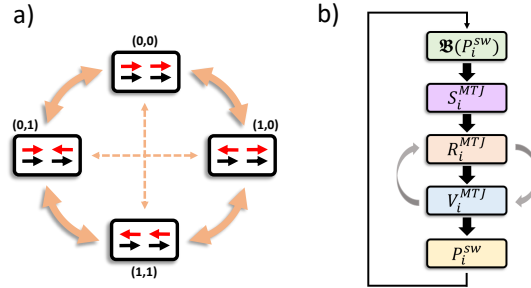 a)
(0,0)
(0,1)
(1,0)
(1,1)
b)
𝔅(P_i^{sw})
S_i^{MTJ}
R_i^{MTJ}
V_i^{MTJ}
P_i^{sw}